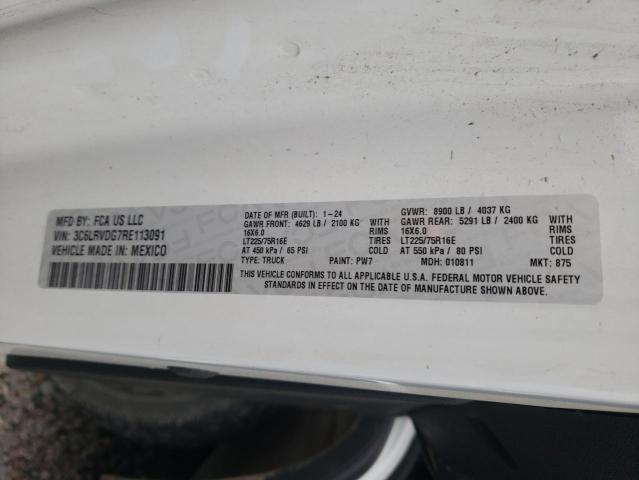 MFD BY: FCA US LLC
VIN: 3C6LRVDG7RE113091
VEHICLE MADE IN: MEXICO
DATE OF MFR (BUILT): 1-24 GVWR: 8900 LB / 4037 KG
GAWR FRONT: 4629 LB / 2100 KG WITH GAWR REAR: 5291 LB / 2400 KG WITH
16X6.0 RIMS 16X6.0 RIMS
LT225/75R16E TIRES LT225/75R16E TIRES
AT 450 kPa / 65 PSI COLD AT 550 kPa / 80 PSI COLD
TYPE: TRUCK PAINT: PW7 MDH: 010811 MKT: 875
THIS VEHICLE CONFORMS TO ALL APPLICABLE U.S.A. FEDERAL MOTOR VEHICLE SAFETY
STANDARDS IN EFFECT ON THE DATE OF MANUFACTURE SHOWN ABOVE.